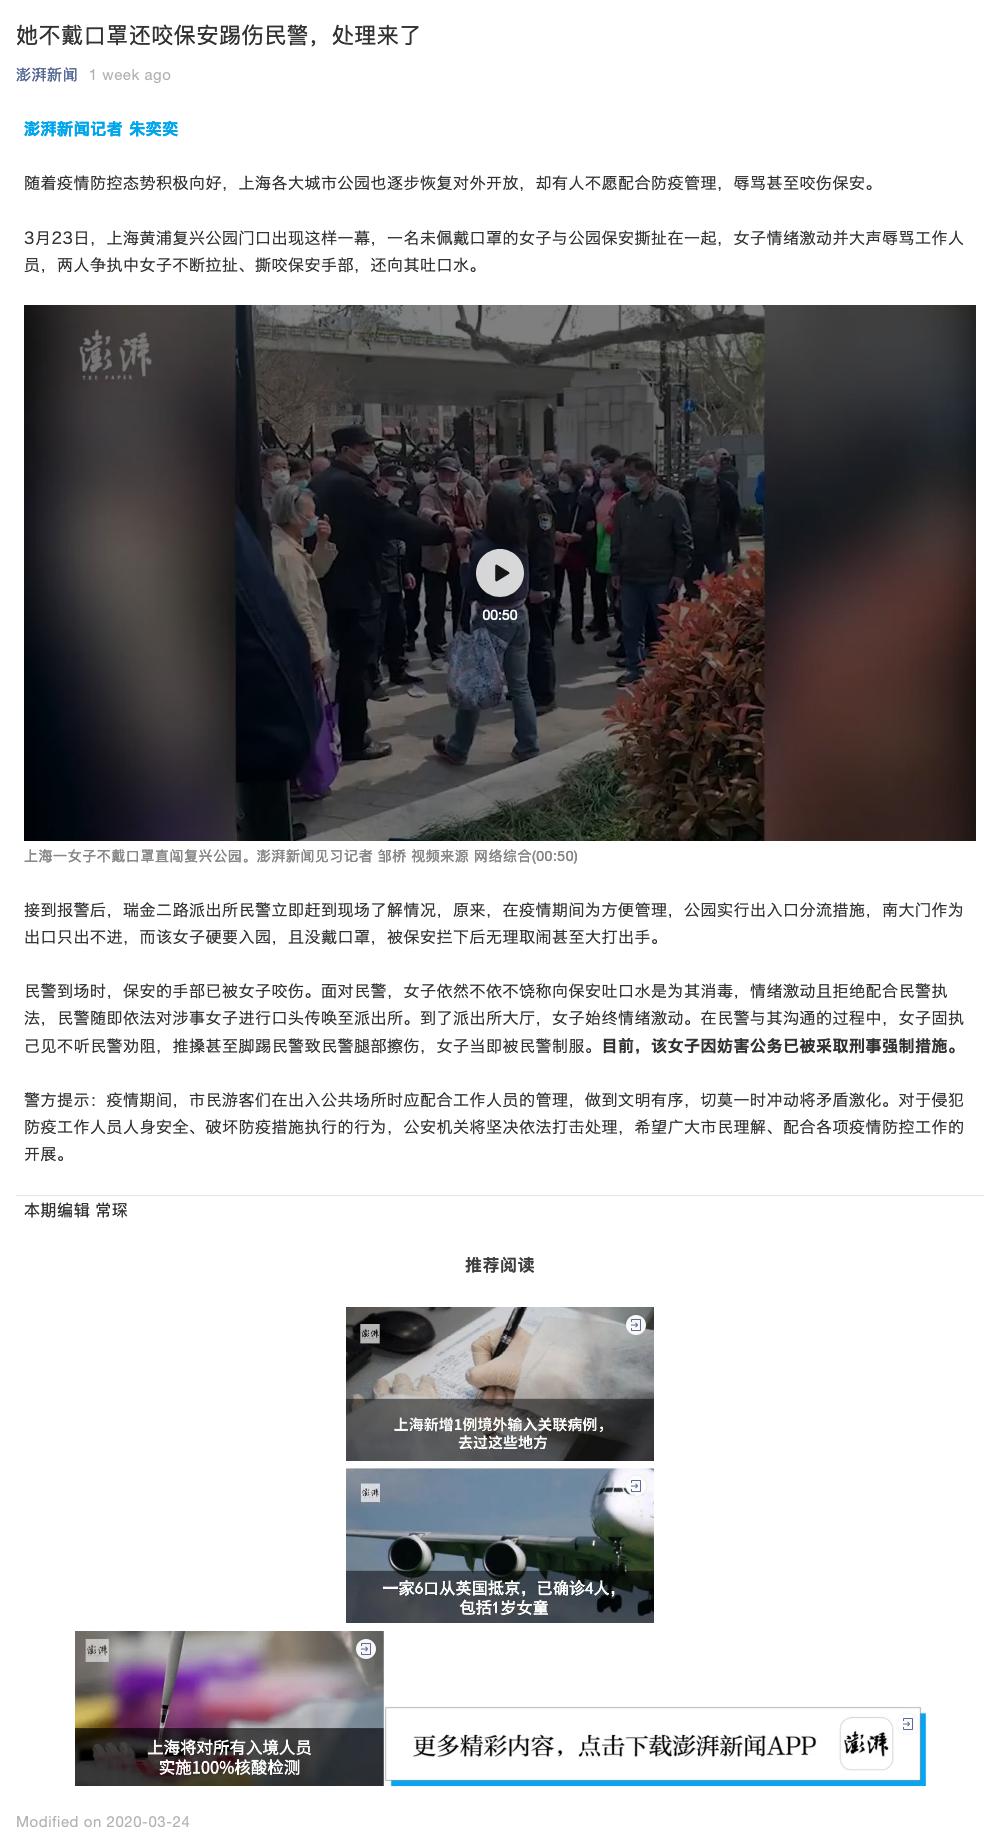 她不戴口罩还咬保安踢伤民警，处理来了
澎湃新闻 1 week ago
澎湃新闻记者 朱奕奕
随着疫情防控态势积极向好，上海各大城市公园也逐步恢复对外开放，却有人不愿配合防疫管理，辱骂甚至咬伤保安。
3月23日，上海黄浦复兴公园门口出现这样一幕，一名未佩戴口罩的女子与公园保安撕扯在一起，女子情绪激动并大声辱骂工作人
员，两人争执中女子不断拉扯、撕咬保安手部，还向其吐口水。
澎湃
THE PAPER
00:50
上海一女子不戴口罩直闯复兴公园。澎湃新闻见习记者 邹桥 视频来源 网络综合(00:50)
接到报警后，瑞金二路派出所民警立即赶到现场了解情况，原来，在疫情期间为方便管理，公园实行出入口分流措施，南大门作为
出口只出不进，而该女子硬要入园，且没戴口罩，被保安拦下后无理取闹甚至大打出手。
民警到场时，保安的手部已被女子咬伤。面对民警，女子依然不依不饶称向保安吐口水是为其消毒，情绪激动且拒绝配合民警执
法，民警随即依法对涉事女子进行口头传唤至派出所。到了派出所大厅，女子始终情绪激动。在民警与其沟通的过程中，女子固执
己见不听民警劝阻，推搡甚至脚踢民警致民警腿部擦伤，女子当即被民警制服。目前，该女子因妨害公务已被采取刑事强制措施。
警方提示：疫情期间，市民游客们在出入公共场所时应配合工作人员的管理，做到文明有序，切莫一时冲动将矛盾激化。对于侵犯
防疫工作人员人身安全、破坏防疫措施执行的行为，公安机关将坚决依法打击处理，希望广大市民理解、配合各项疫情防控工作的
开展。
本期编辑 常琛
推荐阅读
澎湃
上海新增1例境外输入关联病例，
去过这些地方
澎湃
一家6口从英国抵京，已确诊4人，
包括1岁女童
澎湃
上海将对所有入境人员
实施100%核酸检测
更多精彩内容，点击下载澎湃新闻APP
澎湃
Modified on 2020-03-24